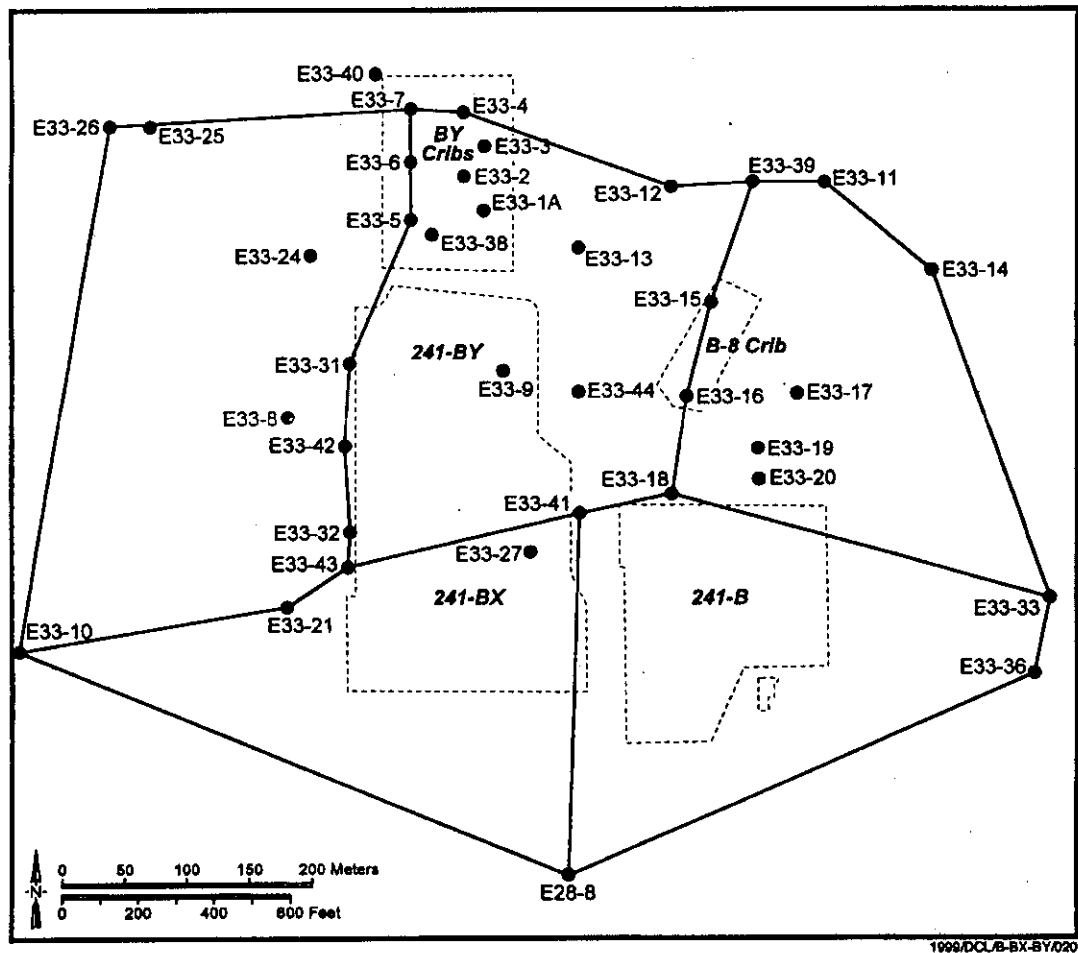 E33-40
E33-7
E33-4
E33-26
E33-25
BY
Cribs
E33-3
E33-6
E33-2
E33-39
E33-11
E33-12
E33-1A
E33-5
E33-38
E33-24
E33-13
E33-14
E33-15
241-BY
B-8 Crib
E33-31
E33-9
E33-44
E33-16
E33-17
E33-8
E33-42
E33-19
E33-18
E33-20
E33-41
E33-32
E33-27
E33-43
241-BX
241-B
E33-21
E33-33
E33-10
E33-36
0 50 100 150 200 Meters
N
0 200 400 600 Feet
E28-8
1999/DCL/B-BX-BY/020